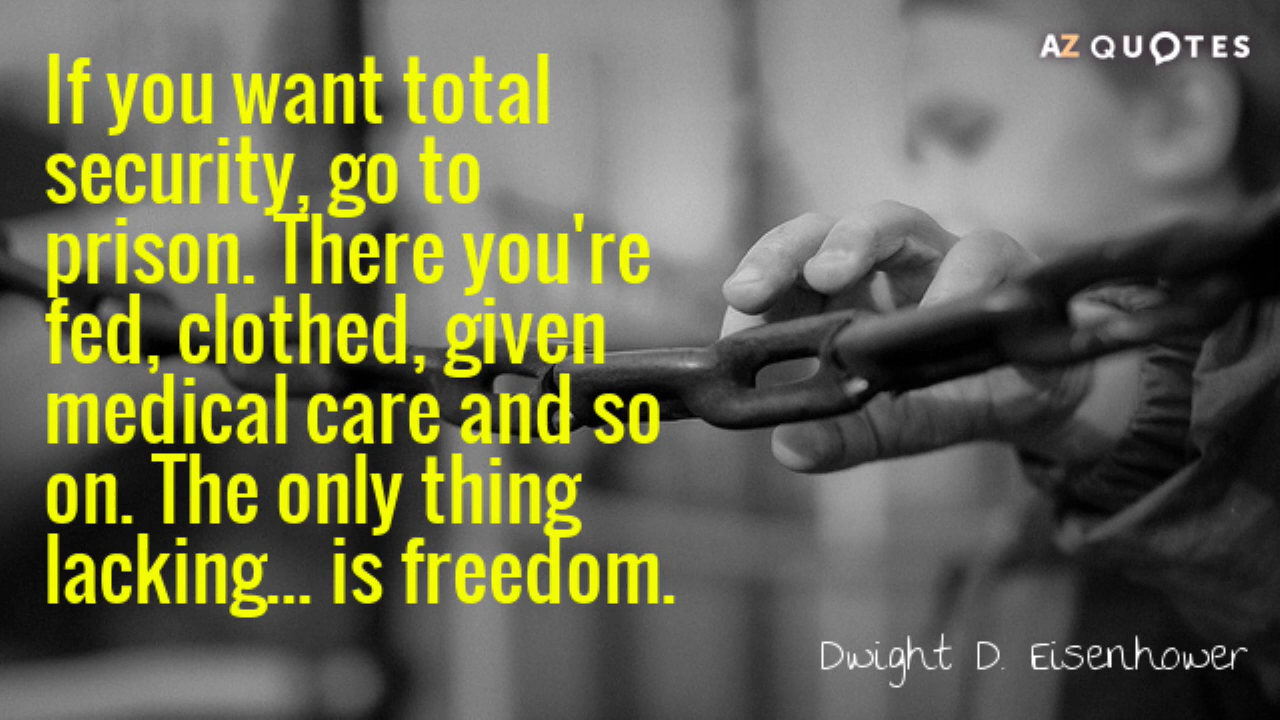 AZ QUOTES
If you want total
security, go to
prison. There you're
fed, clothed, given
medical care and so
on. The only thing
lacking... is freedom.
Dwight D. Eisenhower